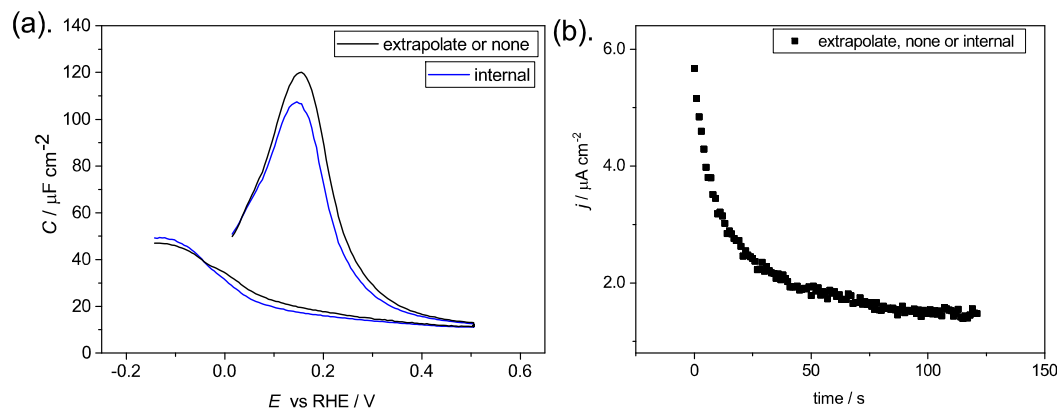 (a).
140
120
100
80
60
40
20
0
C / μF cm-2
extrapolate or none
internal
-0.2
0.0
0.2
0.4
0.6
E vs RHE / V
(b).
6.0
4.0
2.0
j / μA cm-2
extrapolate, none or internal
0
50
100
150
time / s